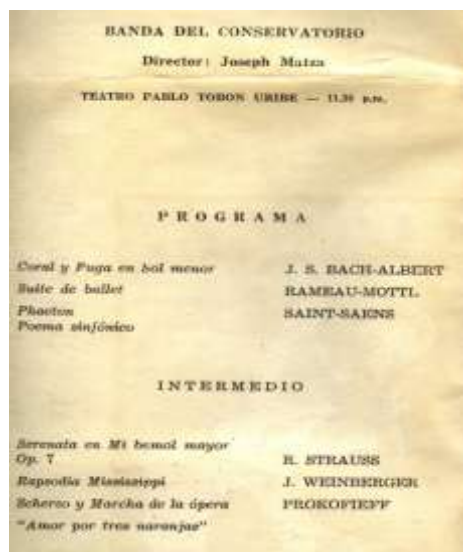 BANDA DEL CONSERVATORIO
Director: Joseph Matza
TEATRO PABLO TOBON URIBE — 11.30 p.m.
PROGRAMA
Coral y Fuga en Sol menor J. S. BACH-ALBERT
Suite de ballet RAMEAU-MOTTL
Phaeton SAINT-SAENS
Poema sinfónico
INTERMEDIO
Serenata en Mi bemol mayor
Op. 7 R. STRAUSS
Rapsodia Mississippi J. WEINBERGER
Scherzo y Marcha de la ópera PROKOFIEFF
"Amor por tres naranjas"